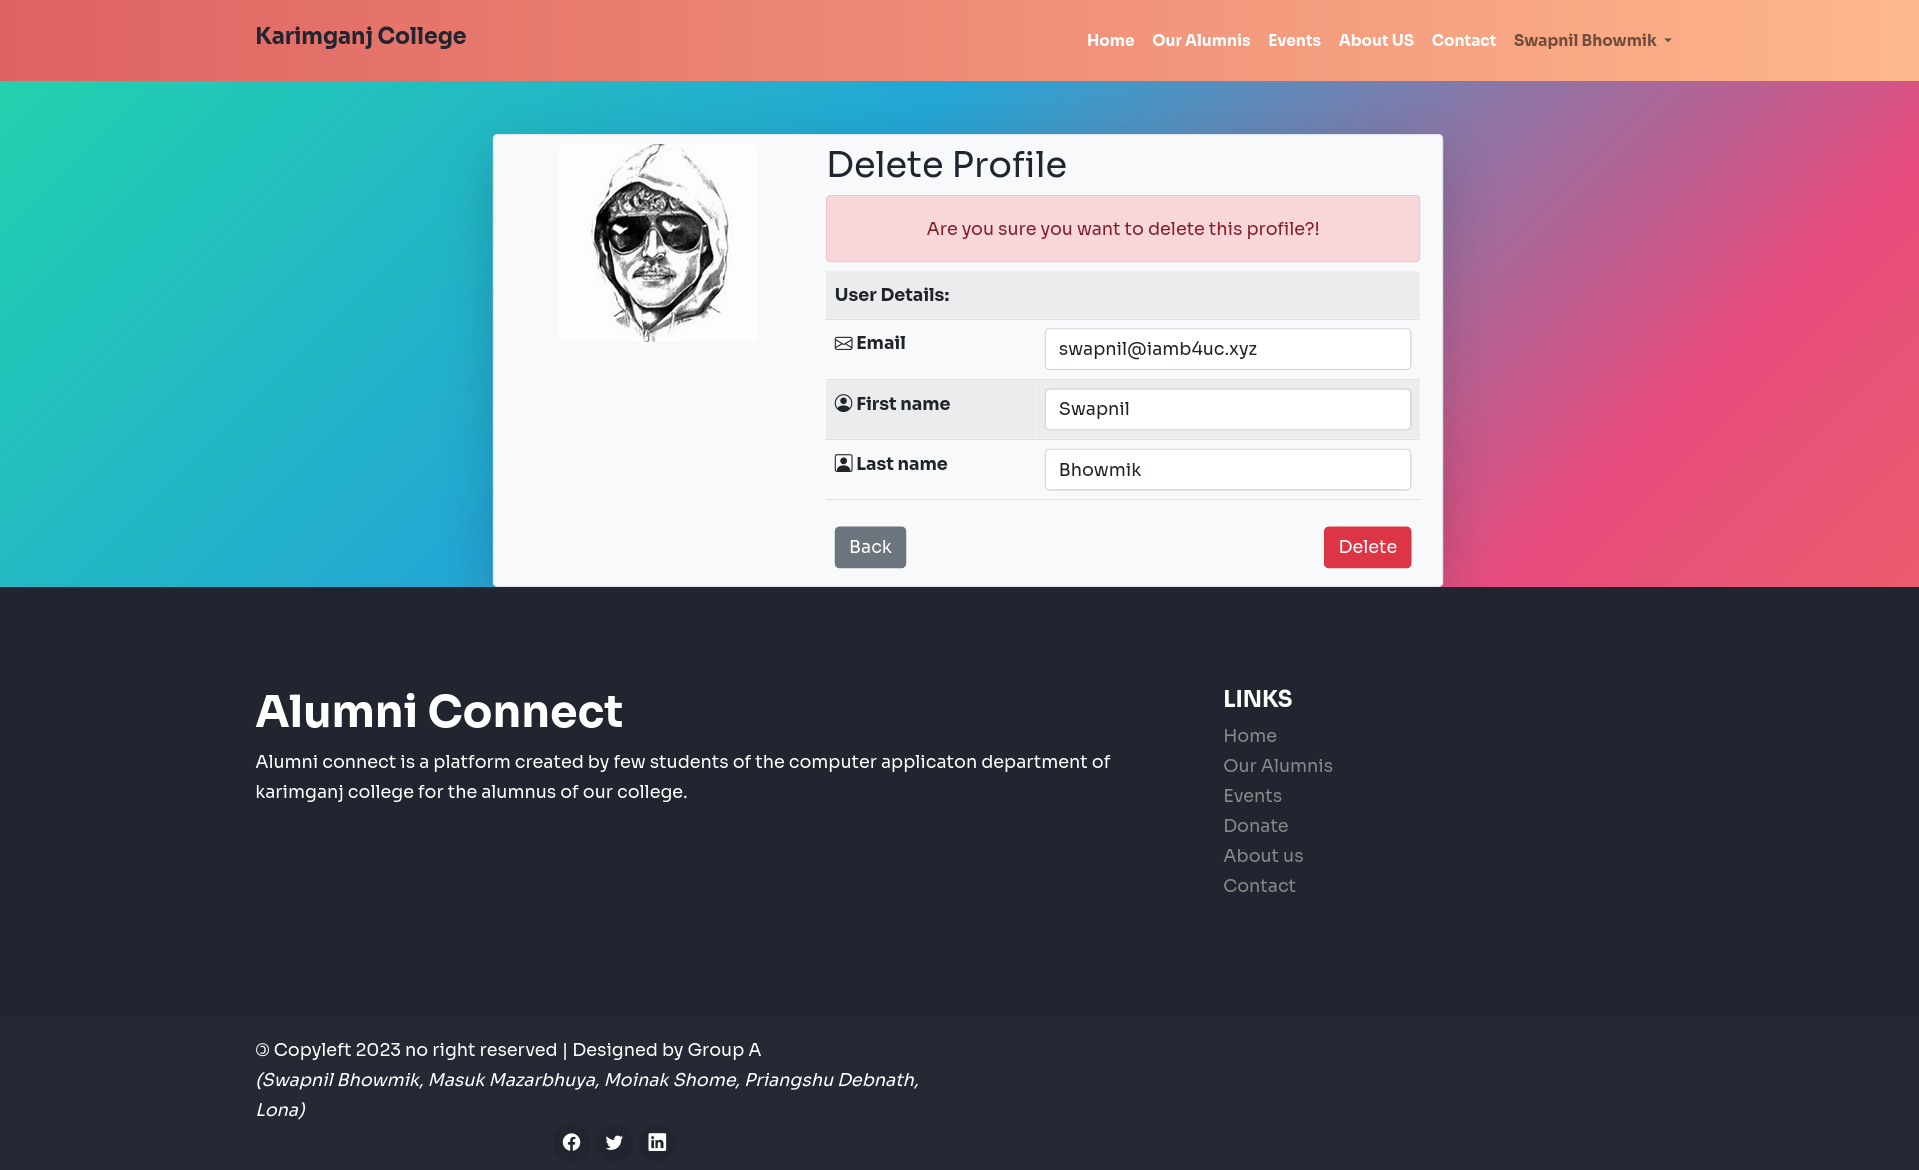 Karimganj College
Home Our Alumnis Events About US Contact Swapnil Bhowmik
Delete Profile
Are you sure you want to delete this profile?!
User Details:
Email swapnil@iamb4uc.xyz
First name Swapnil
Last name Bhowmik
Back Delete
Alumni Connect
Alumni connect is a platform created by few students of the computer applicaton department of
karimganj college for the alumnus of our college.
LINKS
Home
Our Alumnis
Events
Donate
About us
Contact
🄯 Copyleft 2023 no right reserved | Designed by Group A
(Swapnil Bhowmik, Masuk Mazarbhuya, Moinak Shome, Priangshu Debnath,
Lona)